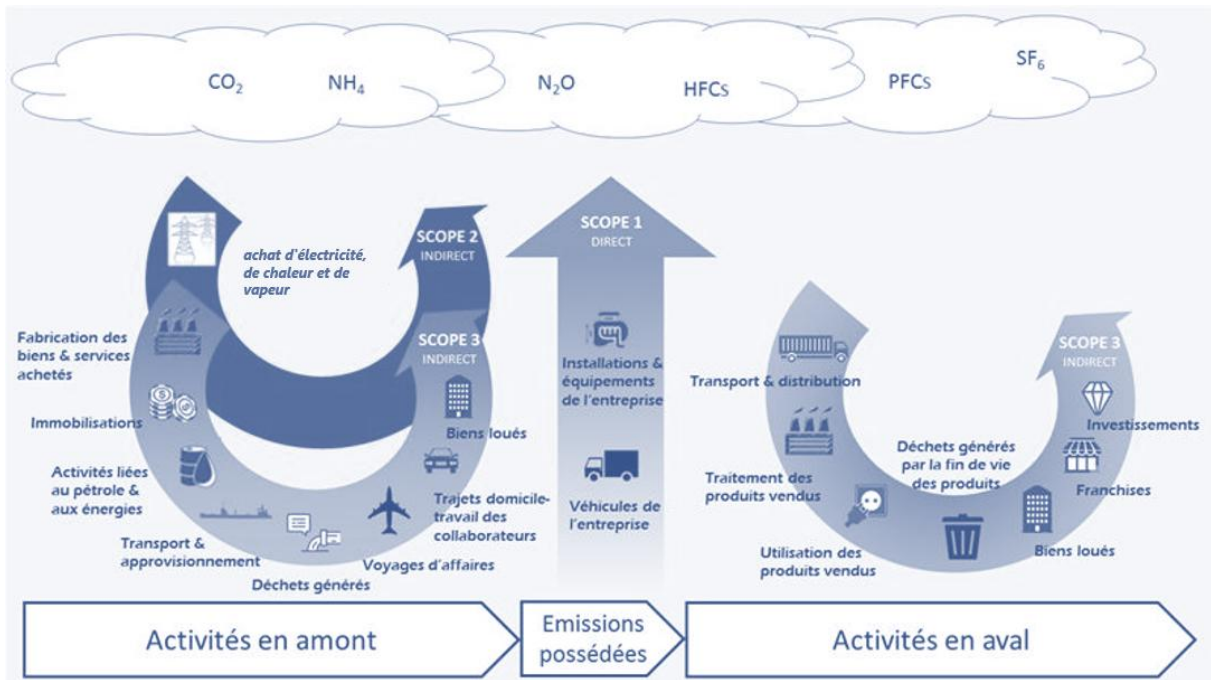 CO₂
NH₄
N₂O
HFCs
PFCs
SF₆
SCOPE 2
INDIRECT
achat d'électricité,
de chaleur et de
vapeur
SCOPE 3
INDIRECT
Fabrication des
biens & services
achetés
Immobilisations
Activités liées
au pétrole &
aux énergies
Transport &
approvisionnement
Déchets générés
Voyages d'affaires
Trajets domicile-
travail des
collaborateurs
Biens loués
SCOPE 1
DIRECT
Installations &
équipements
de l'entreprise
Véhicules de
l'entreprise
Transport & distribution
Traitement des
produits vendus
Utilisation des
produits vendus
Déchets générés
par la fin de vie
des produits
Biens loués
Franchises
Investissements
SCOPE 3
INDIRECT
Activités en amont
Emissions
possédées
Activités en aval